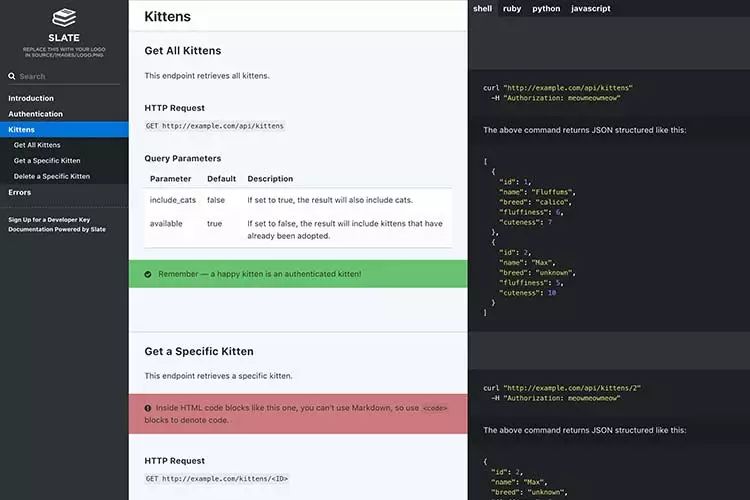 SLATE
REPLACE THIS WITH YOUR LOGO
IN SOURCE/IMAGES/LOGO.PNG
Search
Introduction
Authentication
Kittens
Get All Kittens
Get a Specific Kitten
Delete a Specific Kitten
Errors
Sign Up for a Developer Key
Documentation Powered by Slate
Kittens
Get All Kittens
This endpoint retrieves all kittens.
HTTP Request
GET http://example.com/api/kittens
Query Parameters
Parameter Default Description
include_cats false If set to true, the result will also include cats.
available true If set to false, the result will include kittens that have
already been adopted.
Remember — a happy kitten is an authenticated kitten!
Get a Specific Kitten
This endpoint retrieves a specific kitten.
Inside HTML code blocks like this one, you can't use Markdown, so use <code>
blocks to denote code.
HTTP Request
GET http://example.com/kittens/<ID>
shell ruby python javascript
curl "http://example.com/api/kittens"
-H "Authorization: meowmeowmeow"
The above command returns JSON structured like this:
[
{
"id": 1,
"name": "Fluffums",
"breed": "calico",
"fluffiness": 6,
"cuteness": 7
},
{
"id": 2,
"name": "Max",
"breed": "unknown",
"fluffiness": 5,
"cuteness": 10
}
]
curl "http://example.com/api/kittens/2"
-H "Authorization: meowmeowmeow"
The above command returns JSON structured like this:
{
"id": 2,
"name": "Max",
"breed": "unknown",